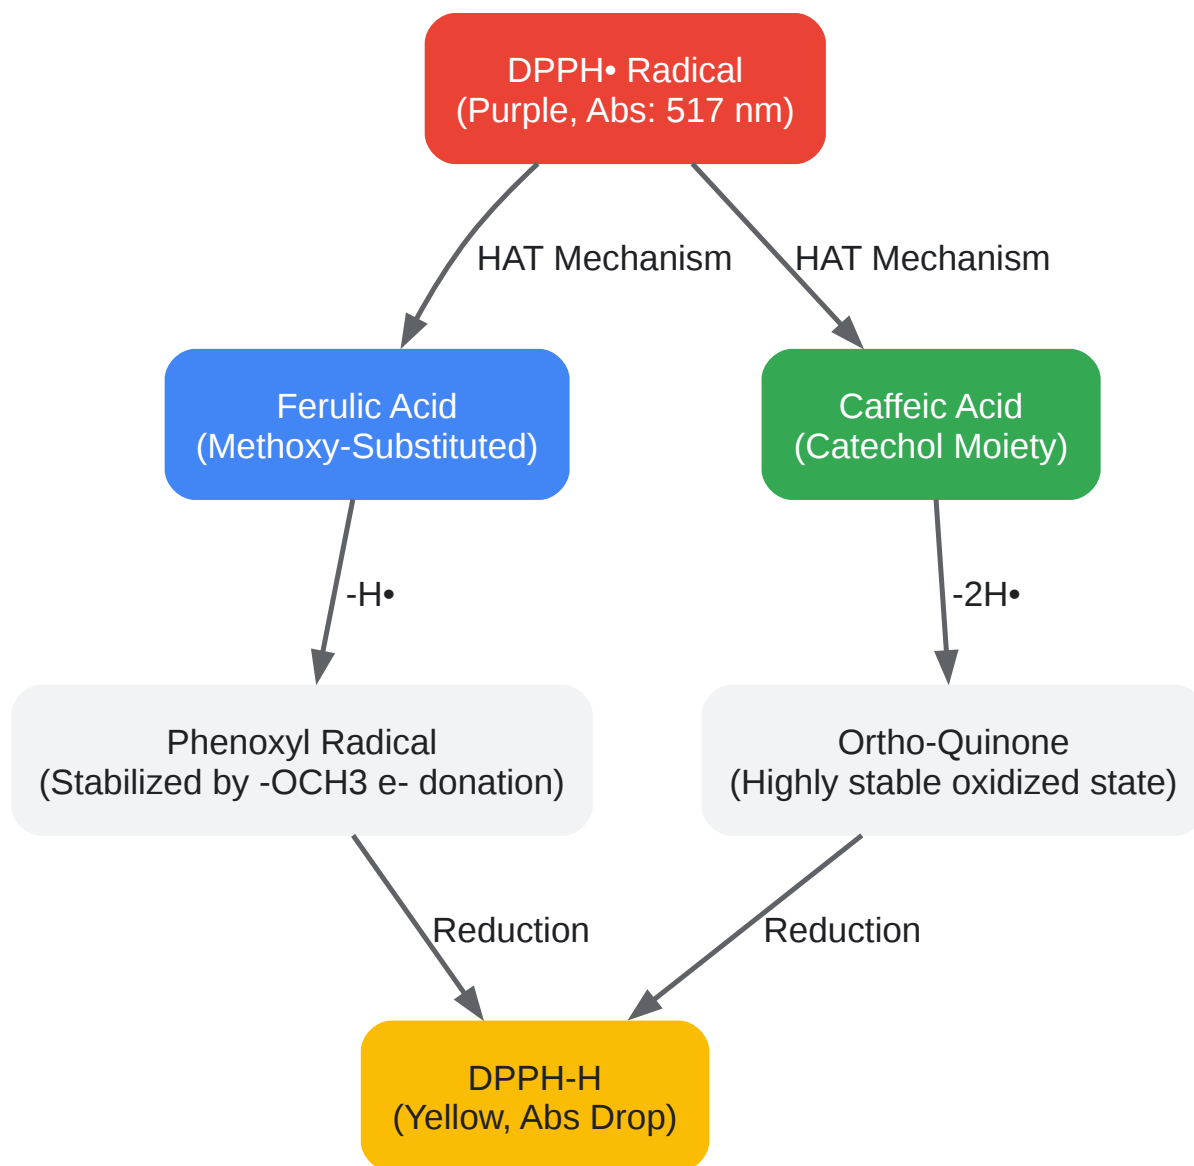 DPPH• Radical
(Purple, Abs: 517 nm)
HAT Mechanism
HAT Mechanism
Ferulic Acid
(Methoxy-Substituted)
Caffeic Acid
(Catechol Moiety)
-H•
-2H•
Phenoxyl Radical
(Stabilized by -OCH3 e- donation)
Ortho-Quinone
(Highly stable oxidized state)
Reduction
Reduction
DPPH-H
(Yellow, Abs Drop)